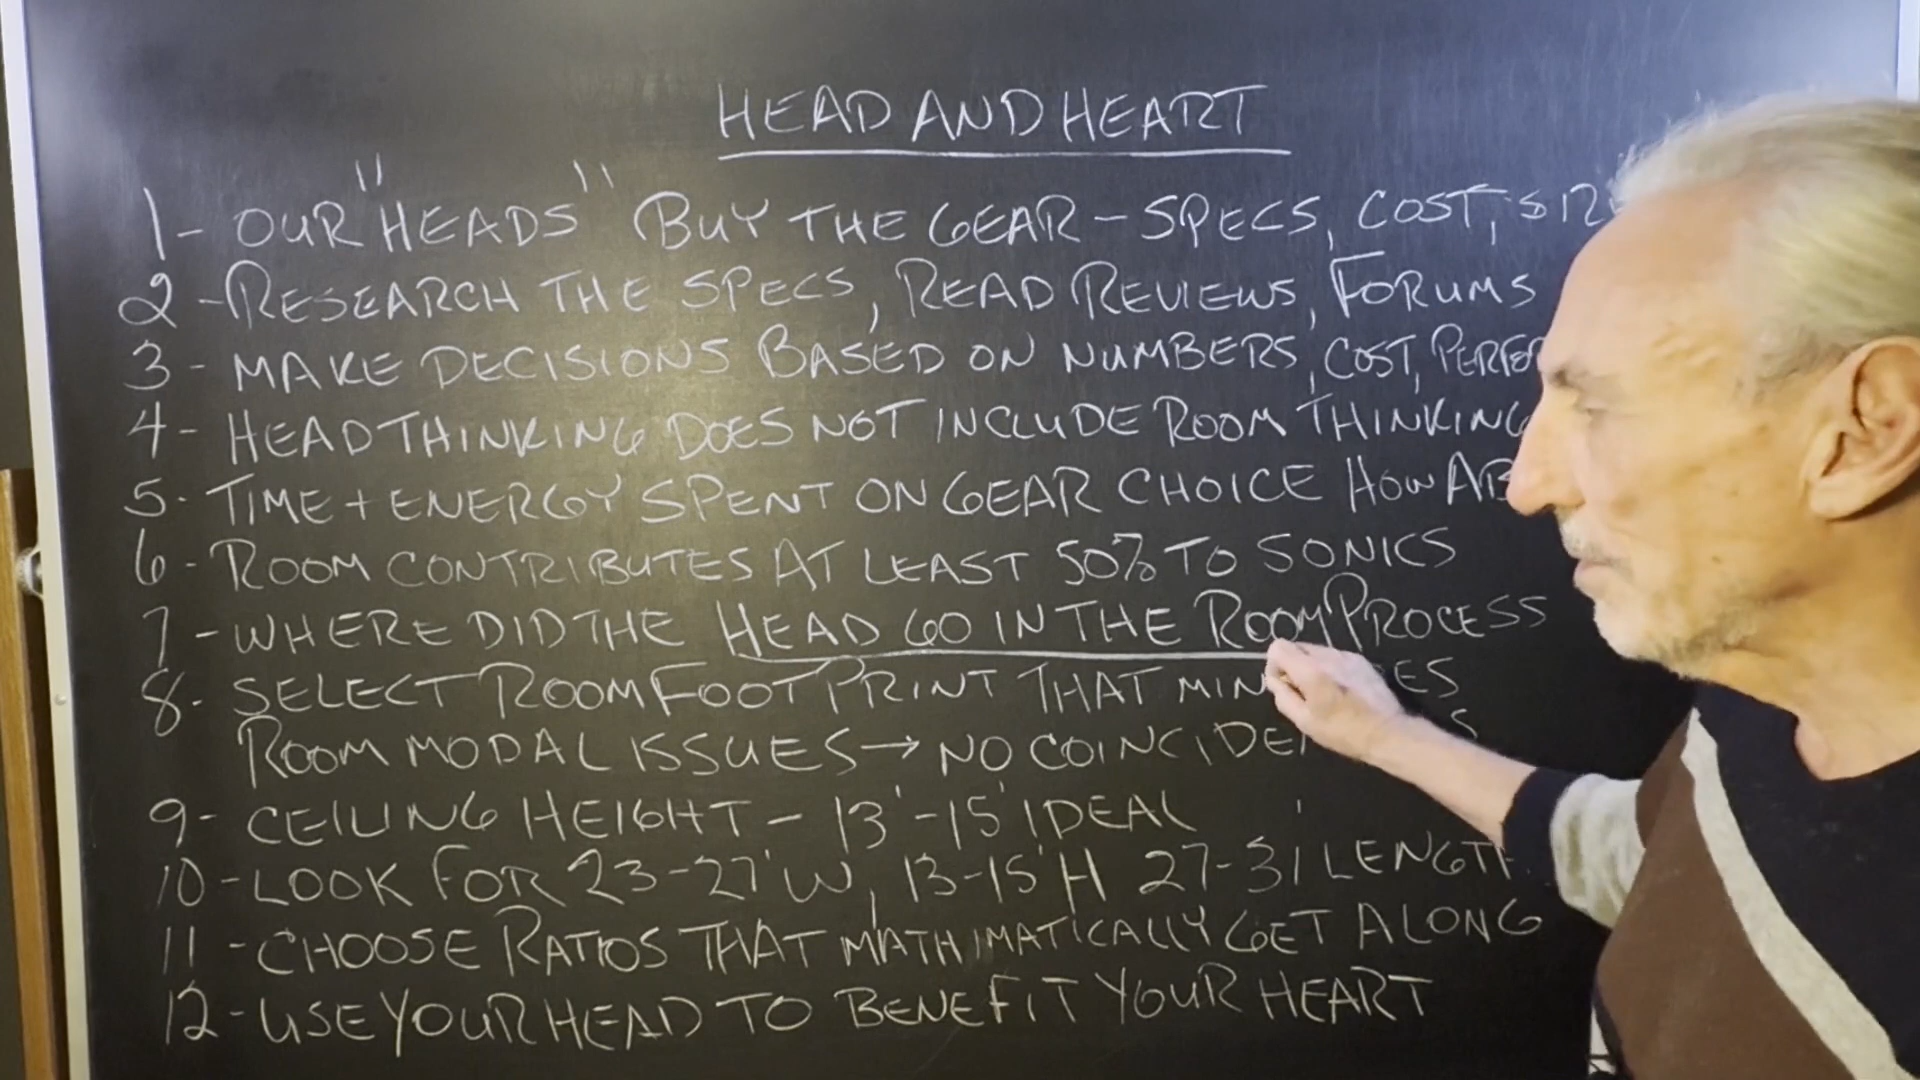 HEAD AND HEART
1- OUR "HEADS" BUY THE GEAR - SPECS, COST,
2 - RESEARCH THE SPECS, READ REVIEWS, FORUMS
3 - MAKE DECISIONS BASED ON NUMBERS, COST,
4 - HEAD THINKING DOES NOT INCLUDE ROOM THINKING
5 - TIME + ENERGY SPENT ON GEAR CHOICE HOW
6 - ROOM CONTRIBUTES AT LEAST 50% TO SONICS
7 - WHERE DID THE HEAD GO IN THE ROOM PROCESS
8 - SELECT ROOM FOOTPRINT THAT
ROOM MODAL ISSUES → NO
9 - CEILING HEIGHT - 13'-15' IDEAL
10 - LOOK FOR 23-27' W, 13-15' H 27-31' LENGTH
11 - CHOOSE RATIOS THAT MATHIMATICALLY GET ALONG
12 - USE YOUR HEAD TO BENEFIT YOUR HEART